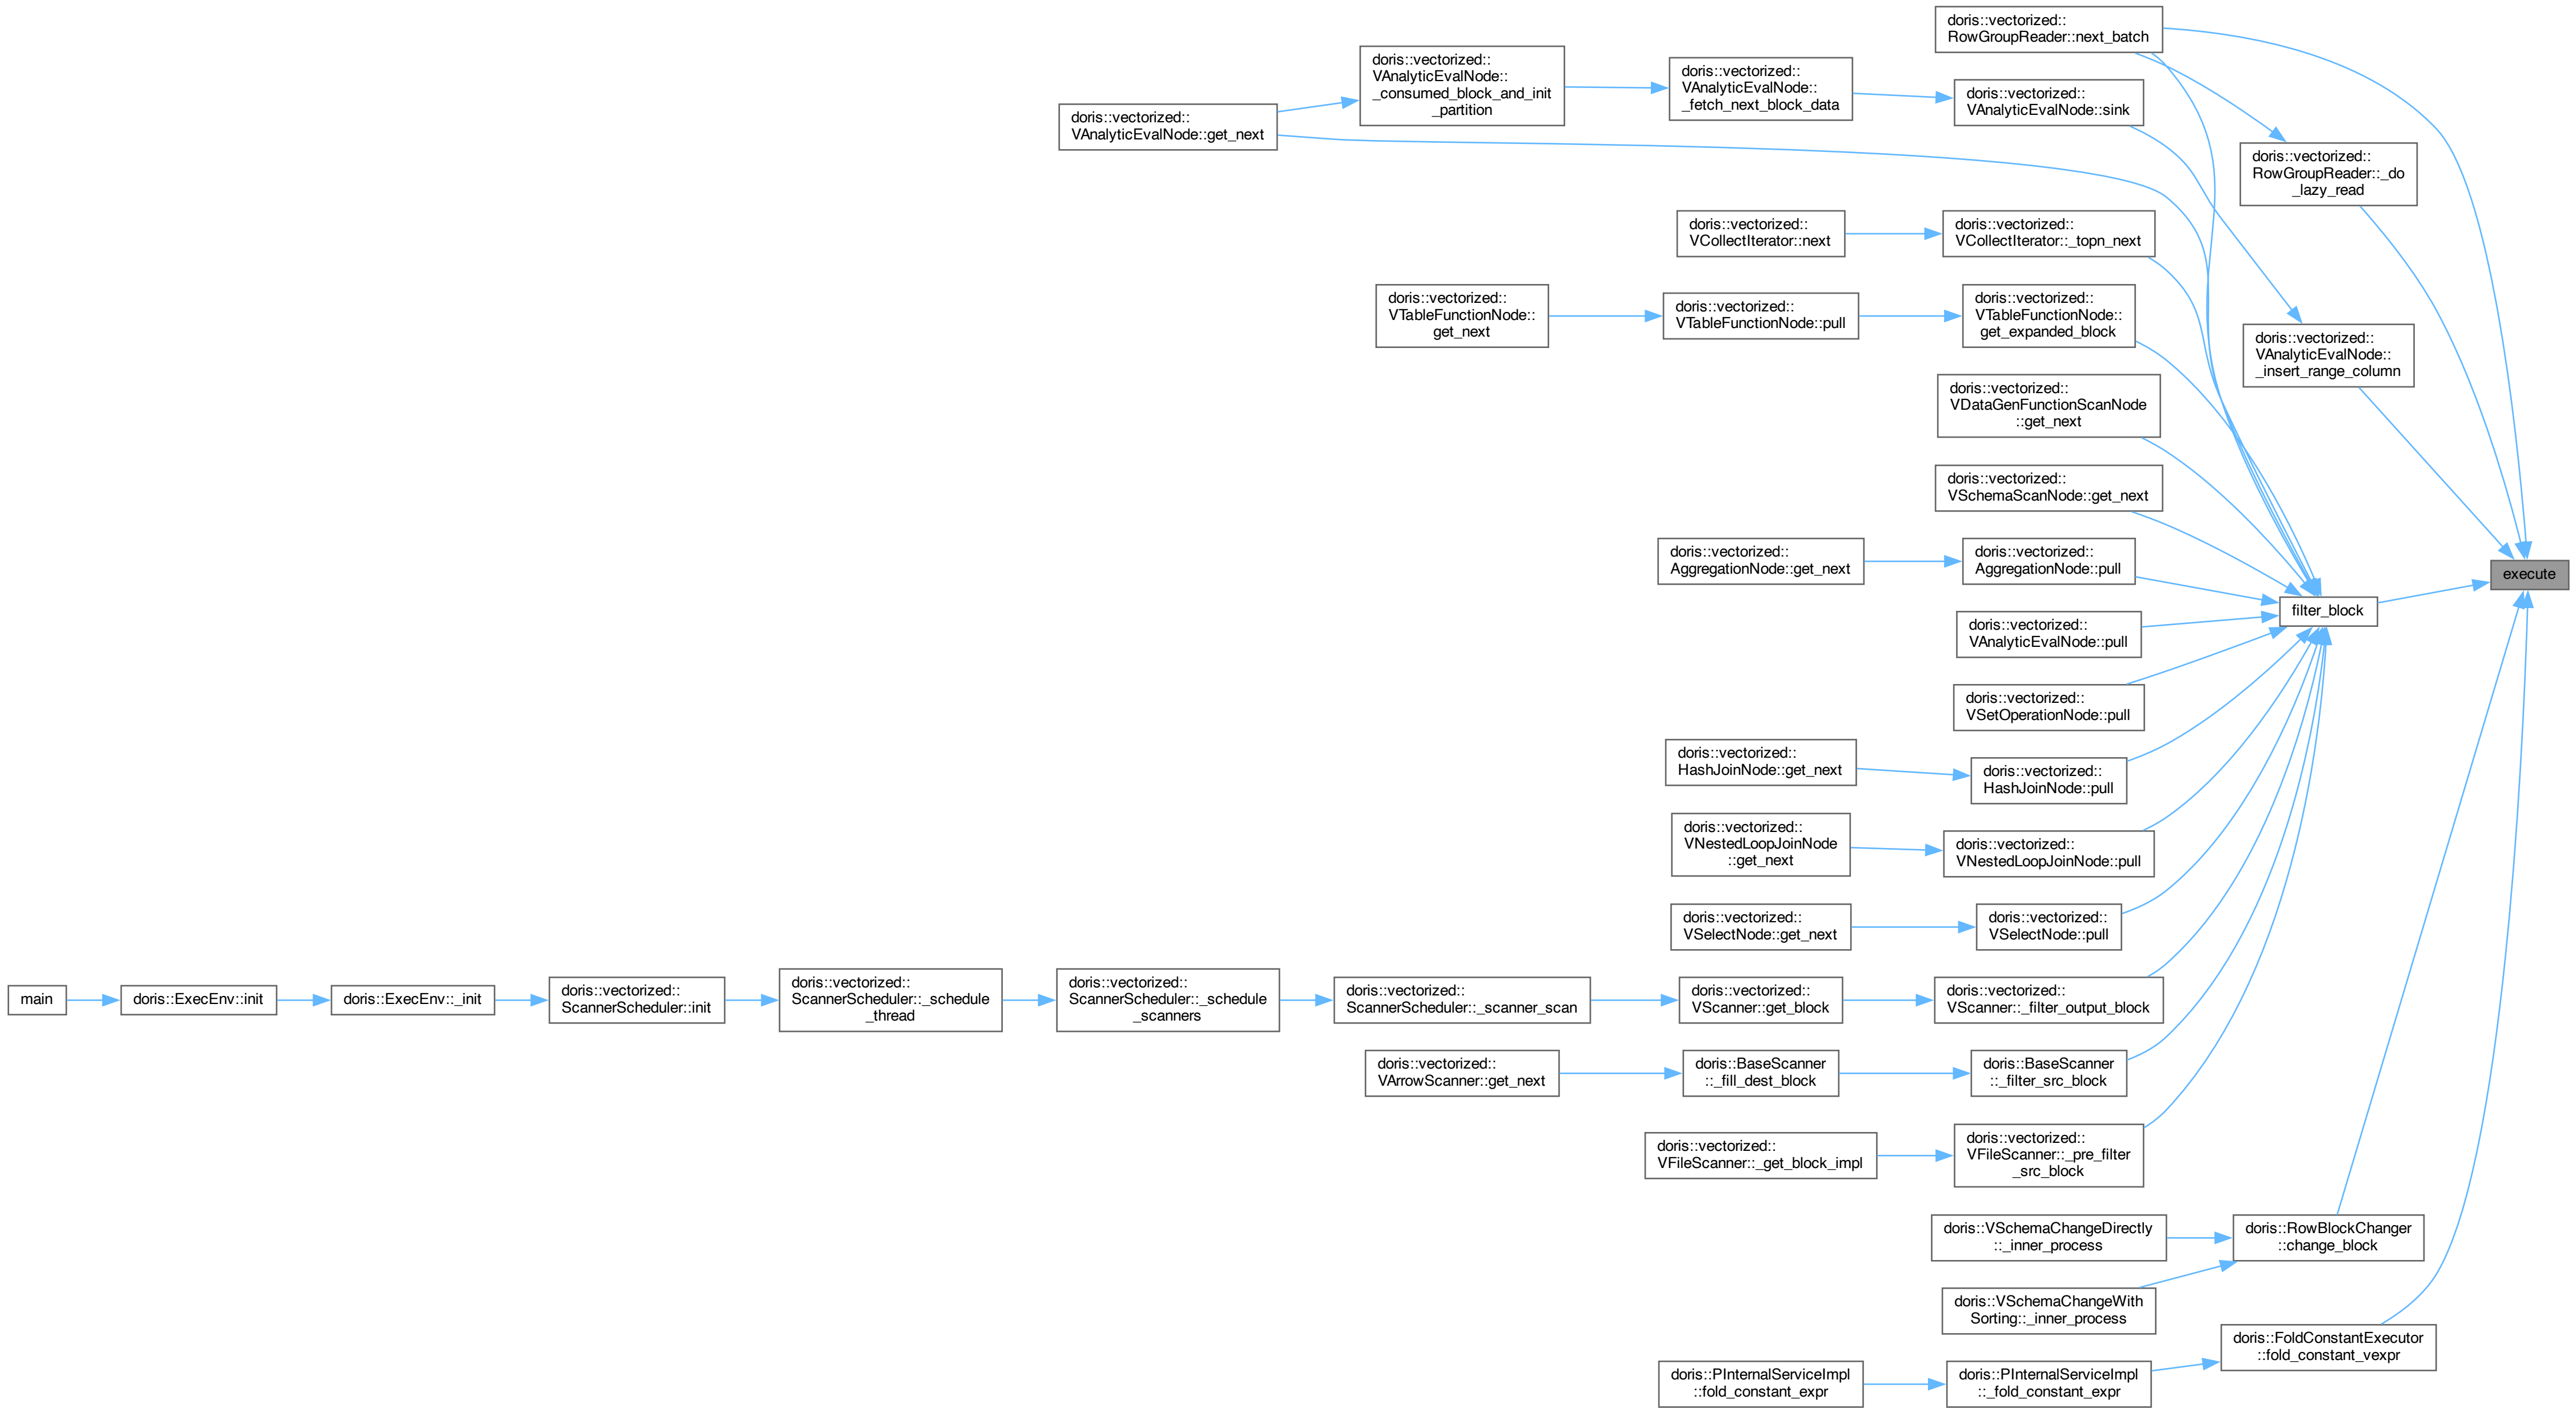 doris::vectorized::
RowGroupReader::next_batch
doris::vectorized::
VAnalyticEvalNode::
_consumed_block_and_init
_partition
doris::vectorized::
VAnalyticEvalNode::
_fetch_next_block_data
doris::vectorized::
VAnalyticEvalNode::sink
doris::vectorized::
VAnalyticEvalNode::get_next
doris::vectorized::
RowGroupReader::_do
_lazy_read
doris::vectorized::
VCollectIterator::next
doris::vectorized::
VCollectIterator::_topn_next
doris::vectorized::
VTableFunctionNode::
get_next
doris::vectorized::
VTableFunctionNode::pull
doris::vectorized::
VTableFunctionNode::
get_expanded_block
doris::vectorized::
VAnalyticEvalNode::
_insert_range_column
doris::vectorized::
VDataGenFunctionScanNode
::get_next
doris::vectorized::
VSchemaScanNode::get_next
doris::vectorized::
AggregationNode::get_next
doris::vectorized::
AggregationNode::pull
execute
filter_block
doris::vectorized::
VAnalyticEvalNode::pull
doris::vectorized::
VSetOperationNode::pull
doris::vectorized::
HashJoinNode::get_next
doris::vectorized::
HashJoinNode::pull
doris::vectorized::
VNestedLoopJoinNode
::get_next
doris::vectorized::
VNestedLoopJoinNode::pull
doris::vectorized::
VSelectNode::get_next
doris::vectorized::
VSelectNode::pull
main
doris::ExecEnv::init
doris::ExecEnv::_init
doris::vectorized::
ScannerScheduler::init
doris::vectorized::
ScannerScheduler::_schedule
_thread
doris::vectorized::
ScannerScheduler::_schedule
_scanners
doris::vectorized::
ScannerScheduler::_scanner_scan
doris::vectorized::
VScanner::get_block
doris::vectorized::
VScanner::_filter_output_block
doris::vectorized::
VArrowScanner::get_next
doris::BaseScanner
::_fill_dest_block
doris::BaseScanner
::_filter_src_block
doris::vectorized::
VFileScanner::_get_block_impl
doris::vectorized::
VFileScanner::_pre_filter
_src_block
doris::VSchemaChangeDirectly
::_inner_process
doris::RowBlockChanger
::change_block
doris::VSchemaChangeWith
Sorting::_inner_process
doris::FoldConstantExecutor
::fold_constant_vexpr
doris::PInternalServiceImpl
::fold_constant_expr
doris::PInternalServiceImpl
::_fold_constant_expr